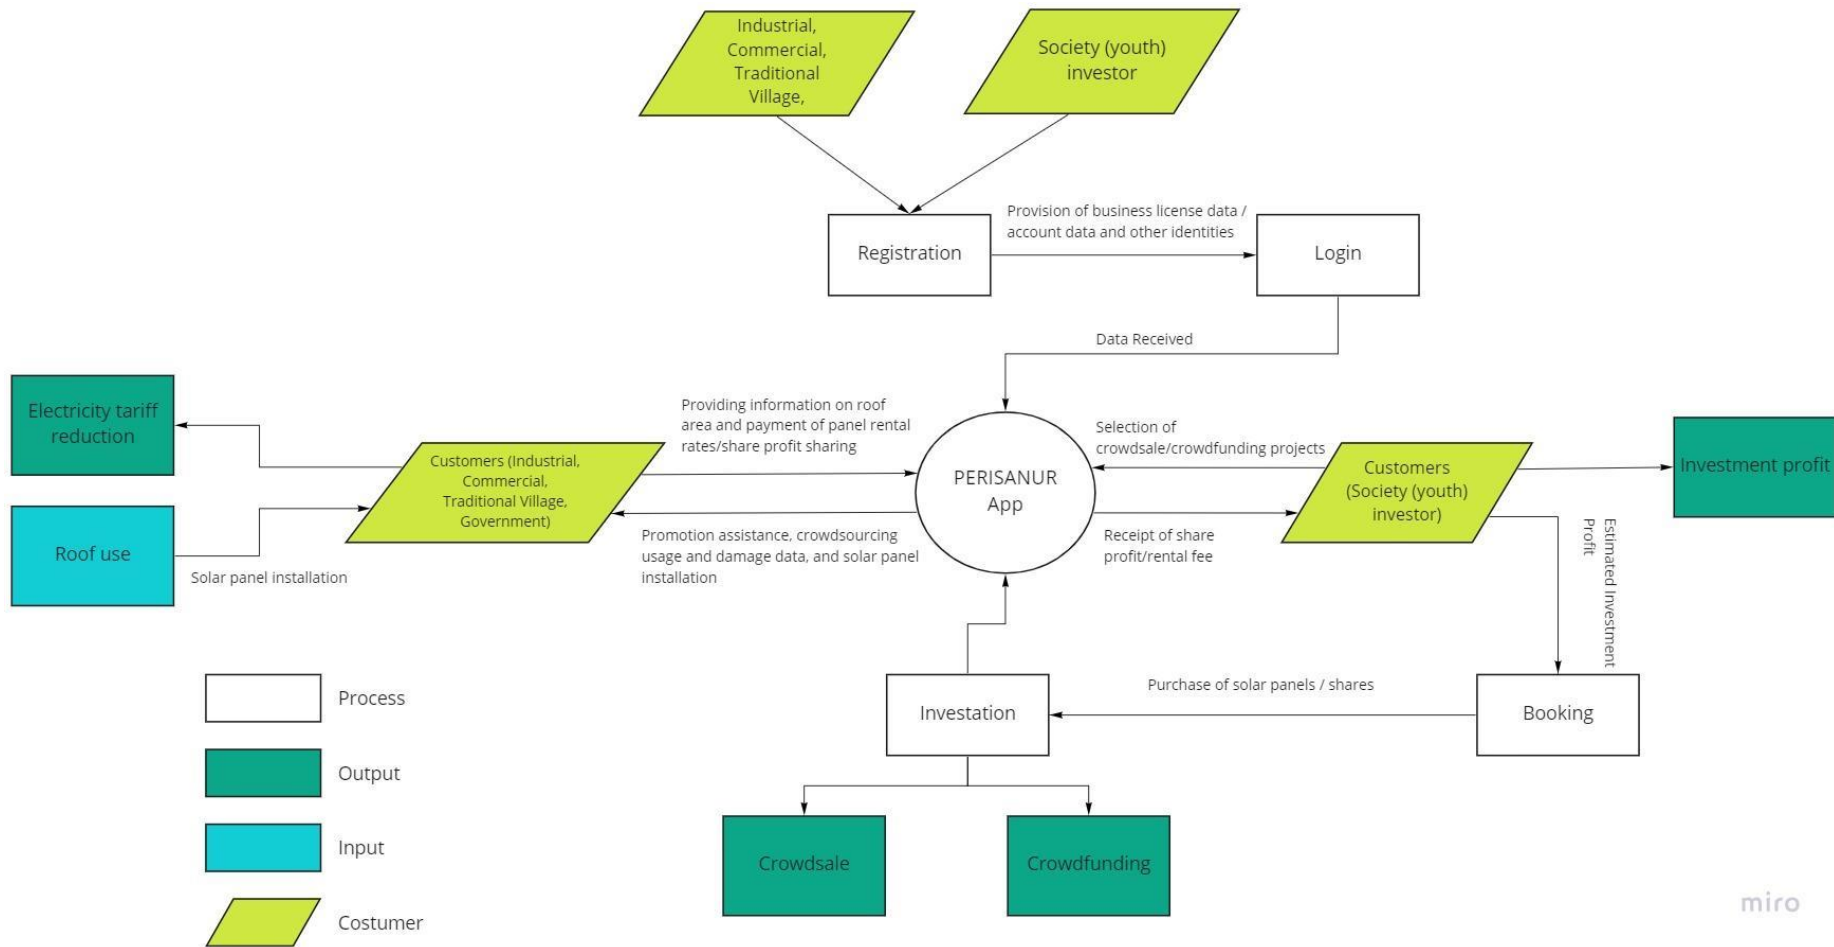 Industrial,
Commercial,
Traditional
Village,
Society (youth)
investor
Registration
Provision of business license data /
account data and other identities
Login
Data Received
Electricity tariff
reduction
Roof use
Solar panel installation
Customers (Industrial,
Commercial,
Traditional Village,
Government)
Providing information on roof
area and payment of panel rental
rates/share profit sharing
Promotion assistance, crowdsourcing
usage and damage data, and solar panel
installation
PERISANUR
App
Selection of
crowdsale/crowdfunding projects
Receipt of share
profit/rental fee
Customers
(Society (youth)
investor)
Investment profit
Estimated Investment
Profit
Booking
Purchase of solar panels / shares
Investation
Crowdsale
Crowdfunding
Process
Output
Input
Costumer
miro